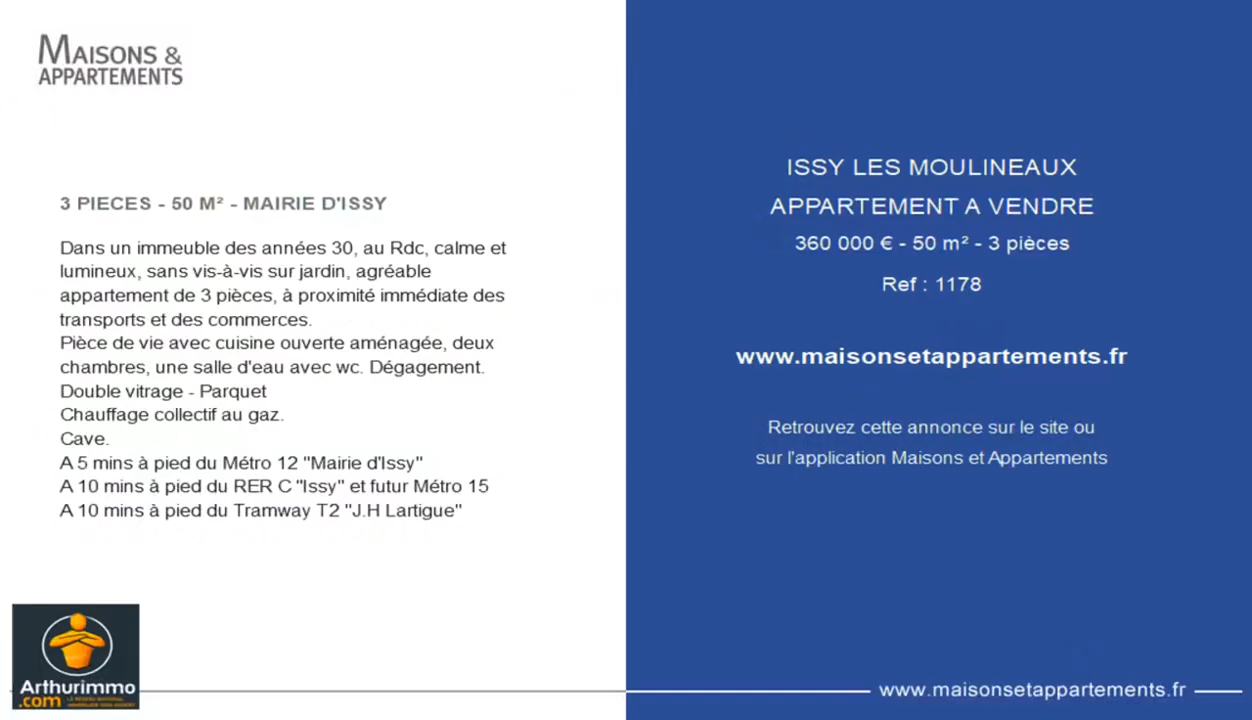 MAISONS &
APPARTEMENTS
3 PIECES - 50 M² - MAIRIE D'ISSY
Dans un immeuble des années 30, au Rdc, calme et
lumineux, sans vis-à-vis sur jardin, agréable
appartement de 3 pièces, à proximité immédiate des
transports et des commerces.
Pièce de vie avec cuisine ouverte aménagée, deux
chambres, une salle d'eau avec wc. Dégagement.
Double vitrage - Parquet
Chauffage collectif au gaz.
Cave.
A 5 mins à pied du Métro 12 "Mairie d'Issy"
A 10 mins à pied du RER C "Issy" et futur Métro 15
A 10 mins à pied du Tramway T2 "J.H Lartigue"
Arthurimmo
.com
ISSY LES MOULINEAUX
APPARTEMENT A VENDRE
360 000 € - 50 m² - 3 pièces
Ref : 1178
www.maisonsetappartements.fr
Retrouvez cette annonce sur le site ou
sur l'application Maisons et Appartements
www.maisonsetappartements.fr